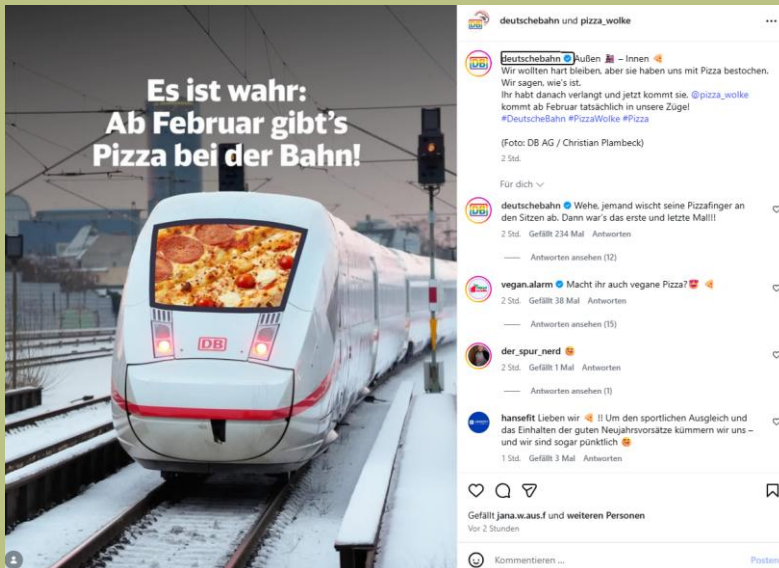 Es ist wahr:
Ab Februar gibt's
Pizza bei der Bahn!
DB
deutschebahn und pizza_wolke
deutschebahn Außen – Innen
Wir wollten hart bleiben, aber sie haben uns mit Pizza bestochen.
Wir sagen, wie's ist.
Ihr habt danach verlangt und jetzt kommt sie. @pizza_wolke
kommt ab Februar tatsächlich in unsere Züge!
#DeutscheBahn #PizzaWolke #Pizza
(Foto: DB AG / Christian Plambeck)
2 Std.
Für dich
deutschebahn Wehe, jemand wischt seine Pizzafinger an
den Sitzen ab. Dann war's das erste und letzte Mal!!!
2 Std. Gefällt 234 Mal Antworten
Antworten ansehen (12)
vegan.alarm Macht ihr auch vegane Pizza?
2 Std. Gefällt 38 Mal Antworten
Antworten ansehen (15)
der_spur_nerd
2 Std. Gefällt 1 Mal Antworten
Antworten ansehen (1)
hansefit Lieben wir !! Um den sportlichen Ausgleich und
das Einhalten der guten Neujahrsvorsätze kümmern wir uns –
und wir sind sogar pünktlich
1 Std. Gefällt 3 Mal Antworten
Gefällt jana.w.aus.f und weiteren Personen
Vor 2 Stunden
Kommentieren ...
Posten